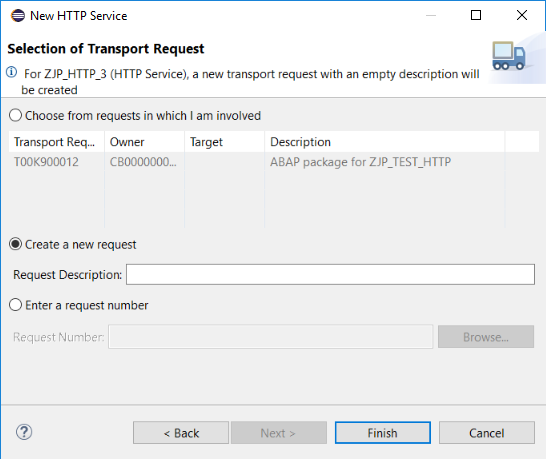 New HTTP Service
Selection of Transport Request
For ZJP_HTTP_3 (HTTP Service), a new transport request with an empty description will
be created
Choose from requests in which I am involved
Transport Req... Owner Target Description
T00K900012 CB0000000... ABAP package for ZJP_TEST_HTTP
Create a new request
Request Description:
Enter a request number
Request Number: Browse...
? < Back Next > Finish Cancel